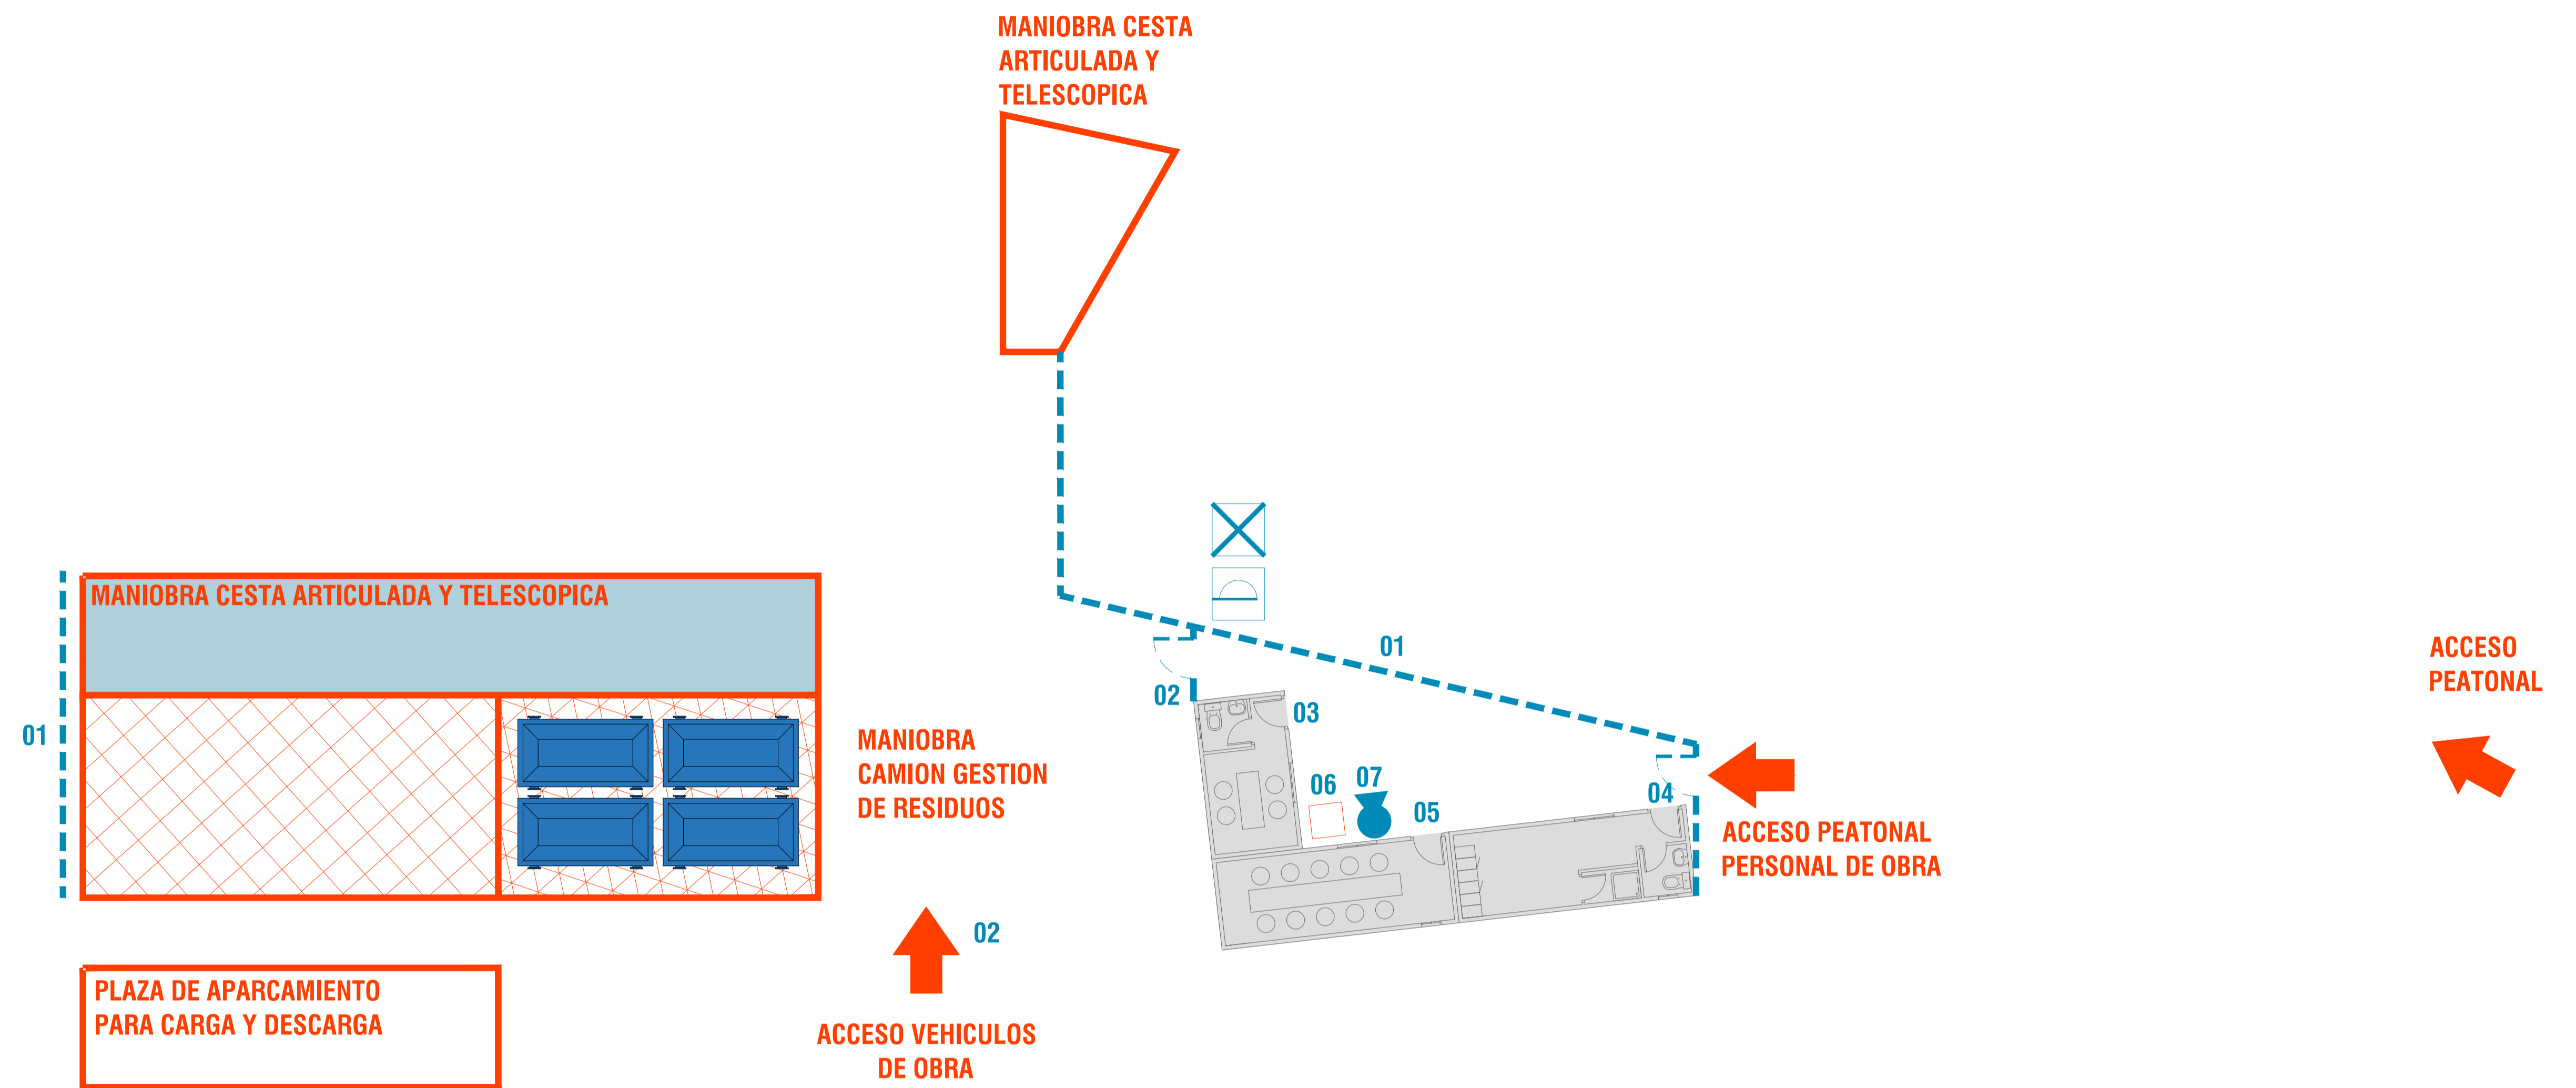 MANIOBRA CESTA
ARTICULADA Y
TELESCOPICA
MANIOBRA CESTA ARTICULADA Y TELESCOPICA
01
01
02
03
04
05
06
07
MANIOBRA
CAMION GESTION
DE RESIDUOS
02
ACCESO VEHICULOS
DE OBRA
PLAZA DE APARCAMIENTO
PARA CARGA Y DESCARGA
ACCESO PEATONAL
PERSONAL DE OBRA
ACCESO
PEATONAL